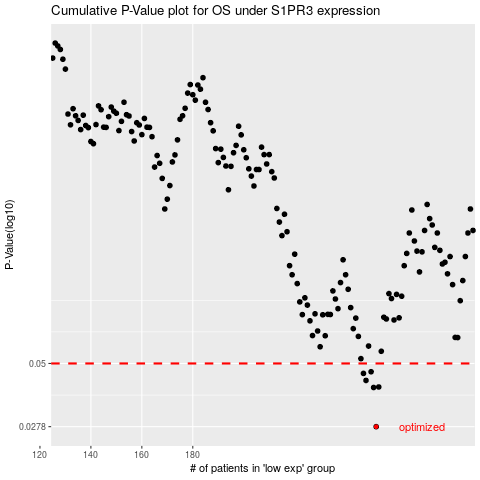 Cumulative P-Value plot for OS under S1PR3 expression
P-Value(log10)
0.05
0.0278
optimized
120 140 160 180
# of patients in 'low exp' group